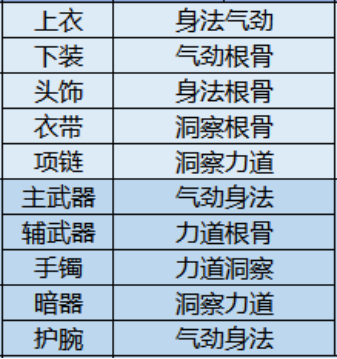 上衣 身法气劲
下装 气劲根骨
头饰 身法根骨
衣带 洞察根骨
项链 洞察力道
主武器 气劲身法
辅武器 力道根骨
手镯 力道洞察
暗器 洞察力道
护腕 气劲身法